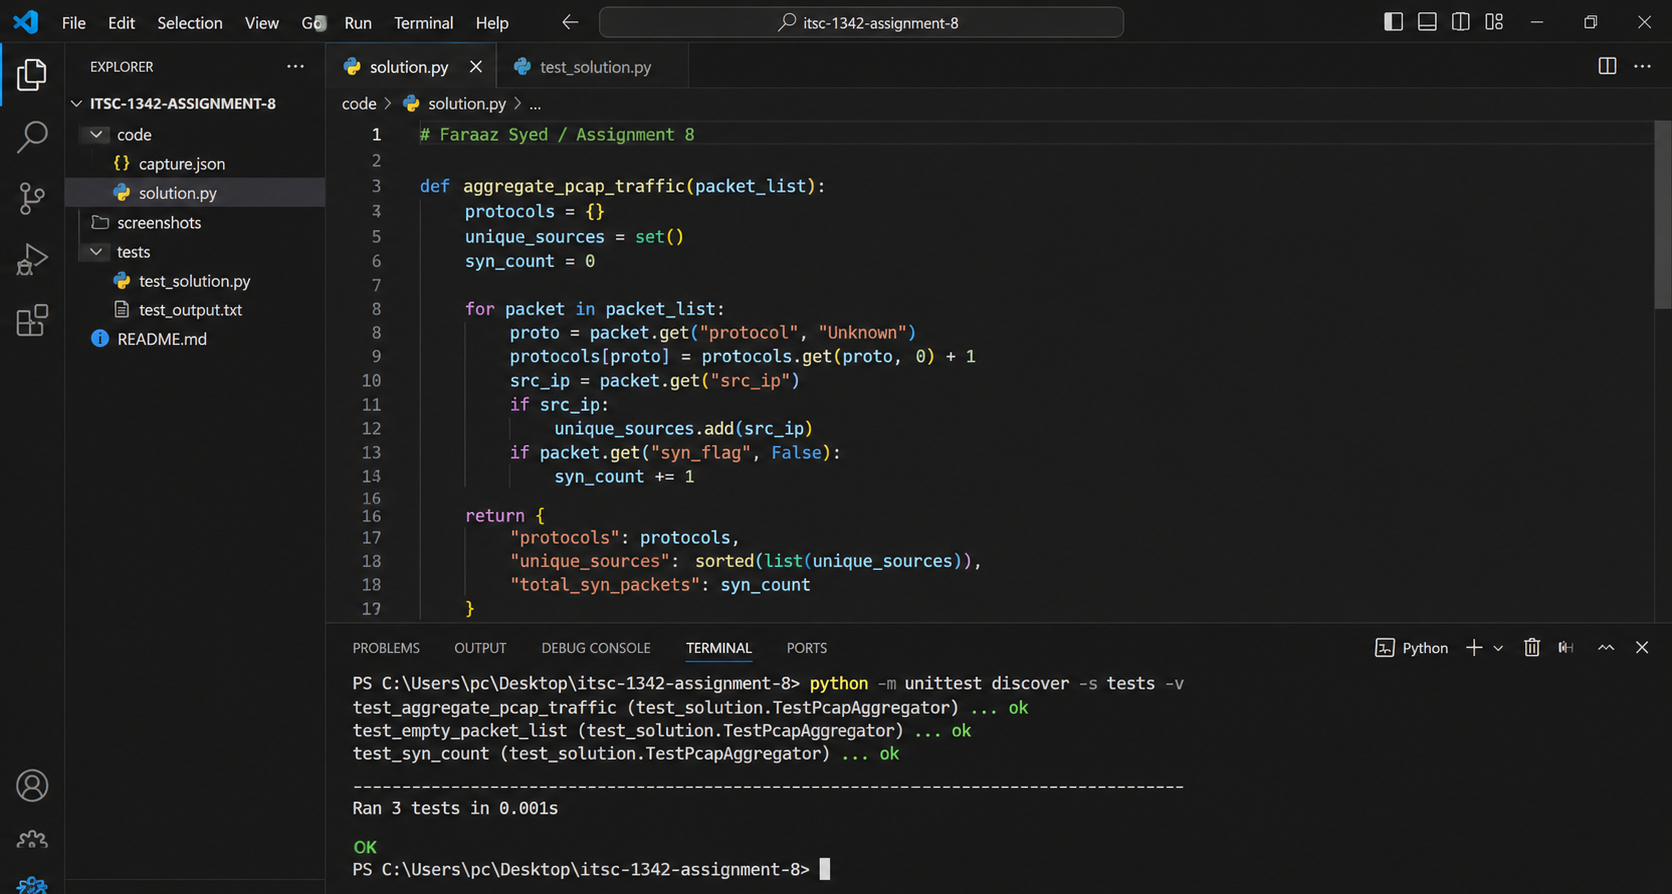 File Edit Selection View Go Run Terminal Help
itsc-1342-assignment-8
EXPLORER
ITSC-1342-ASSIGNMENT-8
code
{} capture.json
solution.py
screenshots
tests
test_solution.py
test_output.txt
README.md
solution.py test_solution.py
code > solution.py > ...
1 # Faraaz Syed / Assignment 8
2
3 def aggregate_pcap_traffic(packet_list):
4 protocols = {}
5 unique_sources = set()
6 syn_count = 0
7
8 for packet in packet_list:
8 proto = packet.get("protocol", "Unknown")
9 protocols[proto] = protocols.get(proto, 0) + 1
10 src_ip = packet.get("src_ip")
11 if src_ip:
12 unique_sources.add(src_ip)
13 if packet.get("syn_flag", False):
syn_count += 1
16
16 return {
17 "protocols": protocols,
18 "unique_sources": sorted(list(unique_sources)),
18 "total_syn_packets": syn_count
}
PROBLEMS OUTPUT DEBUG CONSOLE TERMINAL PORTS
Python
PS C:\Users\pc\Desktop\itsc-1342-assignment-8> python -m unittest discover -s tests -v
test_aggregate_pcap_traffic (test_solution.TestPcapAggregator) ... ok
test_empty_packet_list (test_solution.TestPcapAggregator) ... ok
test_syn_count (test_solution.TestPcapAggregator) ... ok
--------------------------------------------------------------------------------
Ran 3 tests in 0.001s
OK
PS C:\Users\pc\Desktop\itsc-1342-assignment-8>